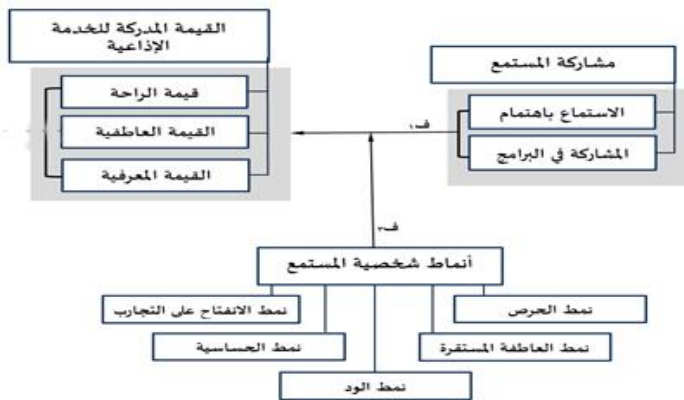 القيمة المدركة للخدمة
الإذاعية
مشاركة المستمع
قيمة الراحة
الاستماع باهتمام
القيمة العاطفية
ف١
المشاركة في البرامج
القيمة المعرفية
ف٢
أنماط شخصية المستمع
نمط الحرص
نمط الانفتاح على التجارب
نمط العاطفة المستقرة
نمط الحساسية
نمط الود